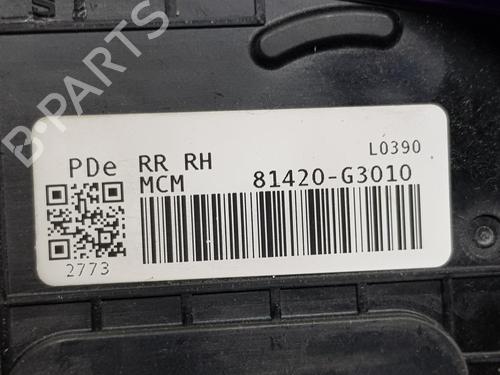 B-PARTS
L0390
PDe RR RH
MCM 81420-G3010
2773